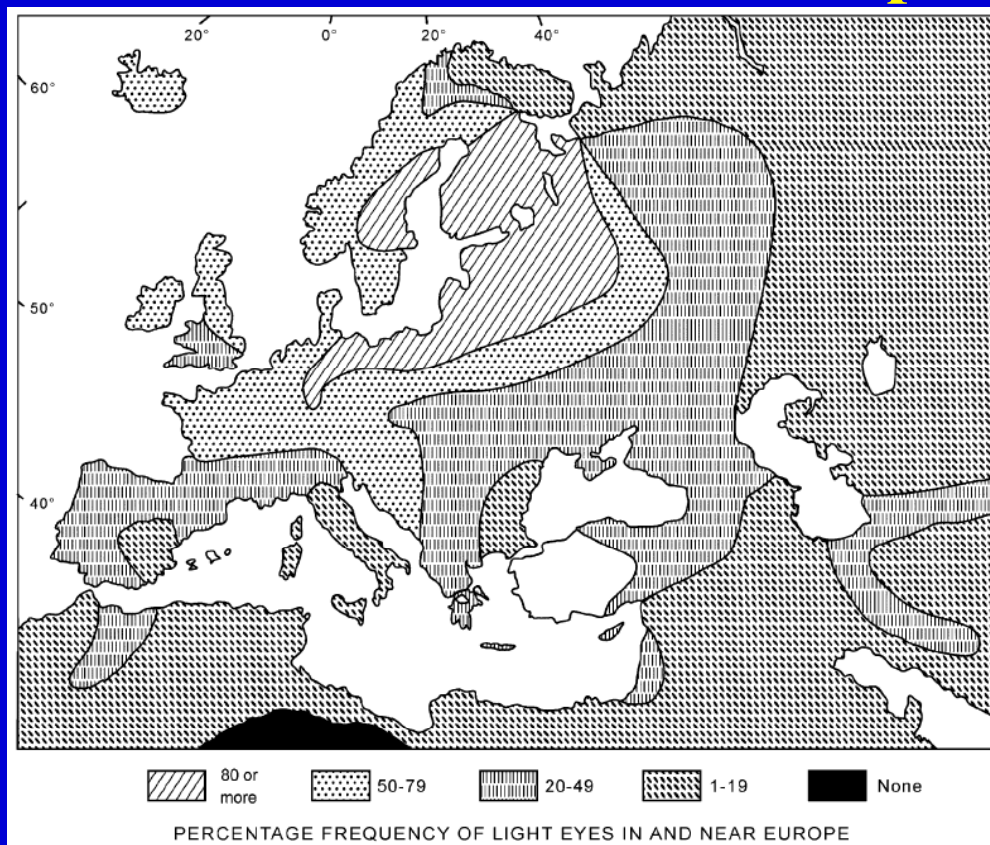 20° 0° 20° 40°
60°
50°
40°
80 or more 50-79 20-49 1-19 None
PERCENTAGE FREQUENCY OF LIGHT EYES IN AND NEAR EUROPE